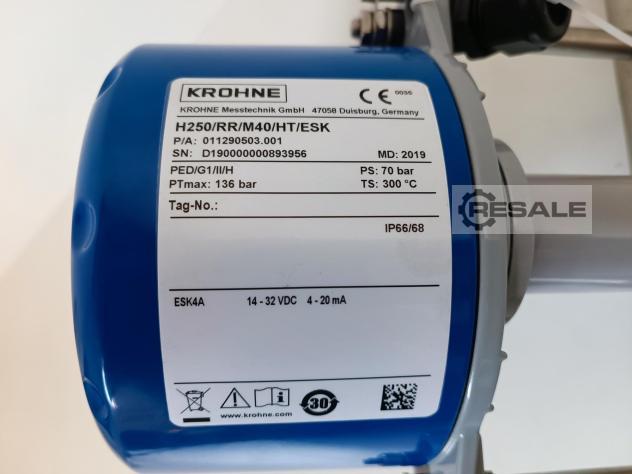 KROHNE
CE 0035
KROHNE Messtechnik GmbH 47058 Duisburg, Germany
H250/RR/M40/HT/ESK
P/A: 011290503.001
SN: D190000000893956 MD: 2019
PED/G1/II/H PS: 70 bar
PTmax: 136 bar TS: 300 °C
Tag-No.:
IP66/68
ESK4A 14 - 32 VDC 4 - 20 mA
30
www.krohne.com
RESALE